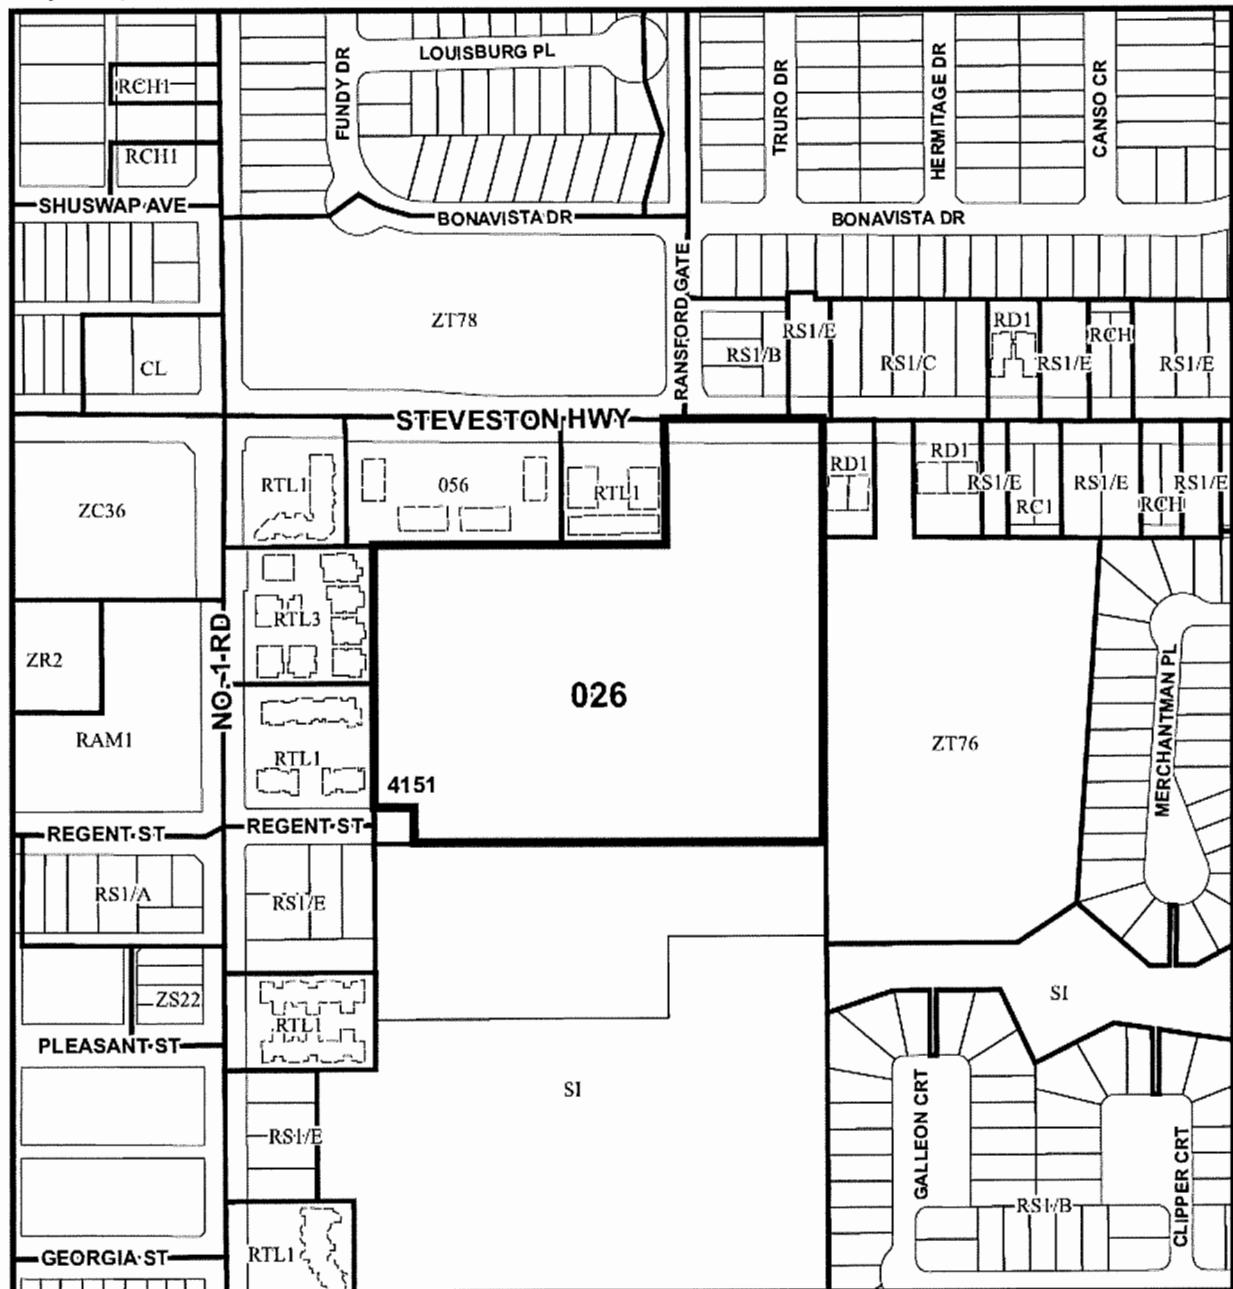 LOUISBURG PL
FUNDY DR
TRURO DR
HERMITAGE DR
CANSO CR
RCH1
RCH1
SHUSWAP AVE
BONAVISTA DR
BONAVISTA DR
RANSFORD GATE
ZT78
CL
RS1/B
RS1/E
RS1/C
RD1
RS1/E
RCH
RS1/E
STEVESTON HWY
ZC36
RTL1
056
RTL1
RD1
RD1
RS1/E
RC1
RS1/E
RCH
RS1/E
RTL3
NO. 1 RD
ZR2
026
RAM1
RTL1
4151
ZT76
MERCHANTMAN PL
REGENT ST
REGENT ST
RS1/A
RS1/E
ZS22
RTL1
PLEASANT ST
SI
SI
GALLEON CRT
CLIPPER CRT
RS1/E
RS1/B
RTL1
GEORGIA ST